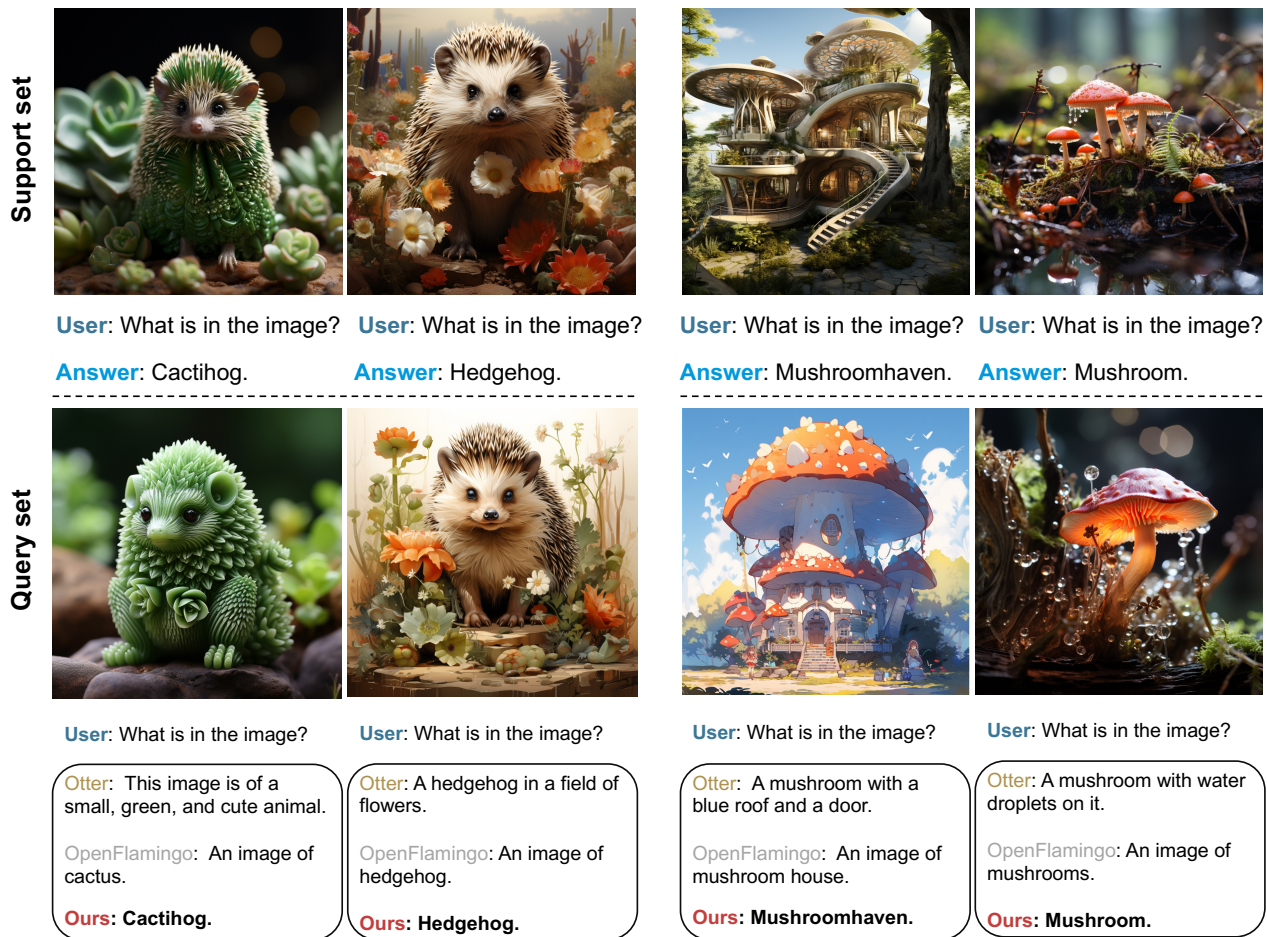 Support set
User: What is in the image?
User: What is in the image?
User: What is in the image?
User: What is in the image?
Answer: Cactihog.
Answer: Hedgehog.
Answer: Mushroomhaven.
Answer: Mushroom.
Query set
User: What is in the image?
User: What is in the image?
User: What is in the image?
User: What is in the image?
Otter: This image is of a
small, green, and cute animal.
OpenFlamingo: An image of
cactus.
Ours: Cactihog.
Otter: A hedgehog in a field of
flowers.
OpenFlamingo: An image of
hedgehog.
Ours: Hedgehog.
Otter: A mushroom with a
blue roof and a door.
OpenFlamingo: An image of
mushroom house.
Ours: Mushroomhaven.
Otter: A mushroom with water
droplets on it.
OpenFlamingo: An image of
mushrooms.
Ours: Mushroom.